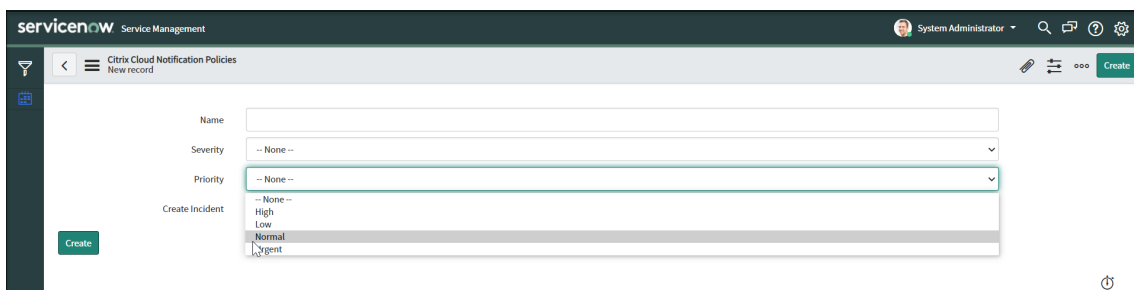 servicenow Service Management
System Administrator
Citrix Cloud Notification Policies
New record
Create
Name
Severity
-- None --
Priority
-- None --
-- None --
High
Low
Normal
Urgent
Create Incident
Create